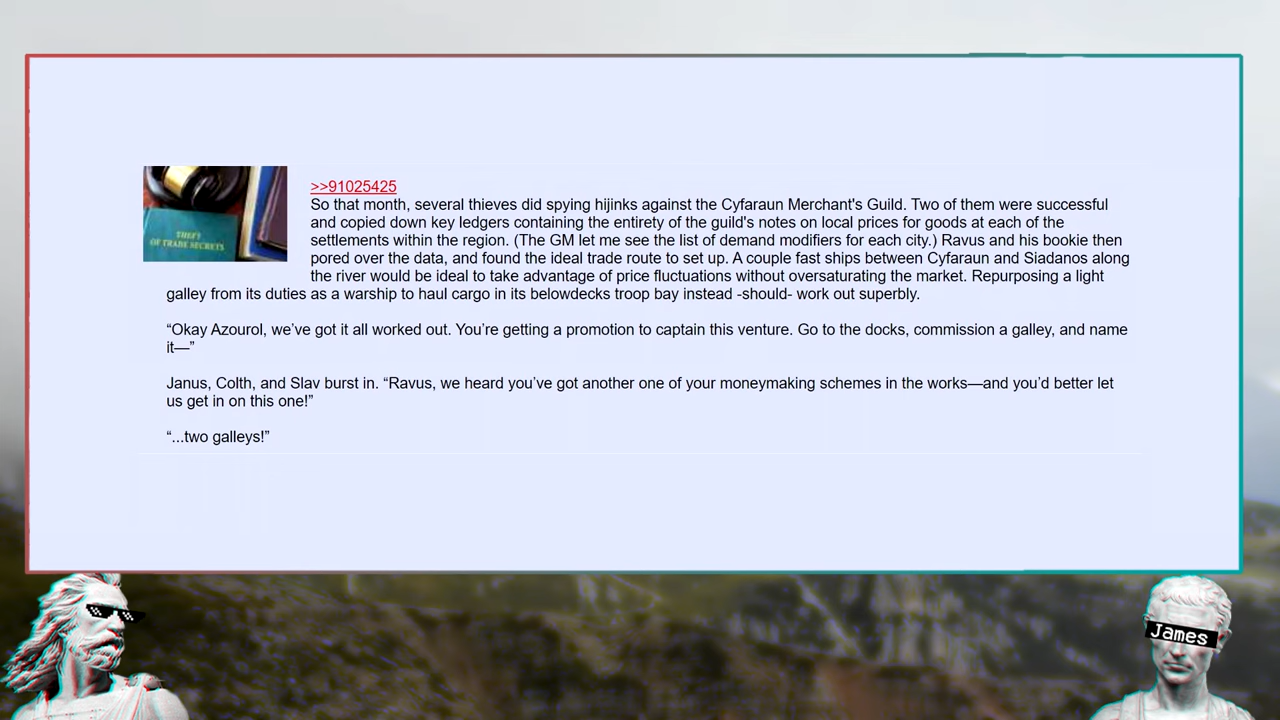 >>91025425
So that month, several thieves did spying hijinks against the Cyfaraun Merchant's Guild. Two of them were successful
and copied down key ledgers containing the entirety of the guild's notes on local prices for goods at each of the
THEFT
OF TRADE SECRETS
settlements within the region. (The GM let me see the list of demand modifiers for each city.) Ravus and his bookie then
pored over the data, and found the ideal trade route to set up. A couple fast ships between Cyfaraun and Siadanos along
the river would be ideal to take advantage of price fluctuations without oversaturating the market. Repurposing a light
galley from its duties as a warship to haul cargo in its belowdecks troop bay instead -should- work out superbly.
“Okay Azourol, we’ve got it all worked out. You’re getting a promotion to captain this venture. Go to the docks, commission a galley, and name
it—”
Janus, Colth, and Slav burst in. “Ravus, we heard you’ve got another one of your moneymaking schemes in the works—and you’d better let
us get in on this one!”
“...two galleys!”
James